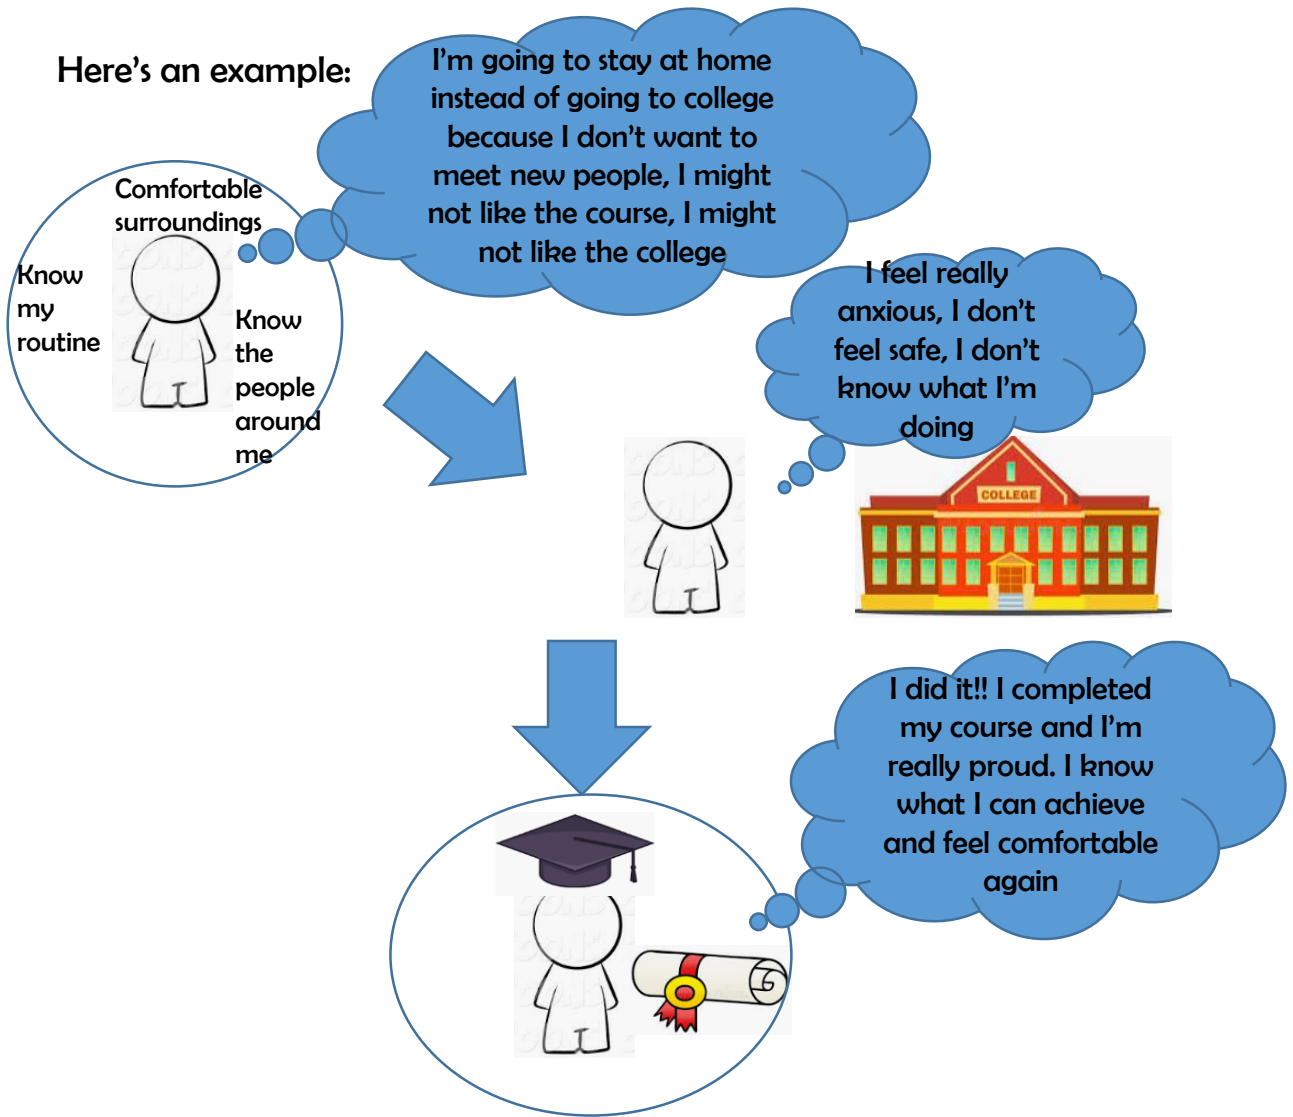 Here's an example:
I'm going to stay at home
instead of going to college
because I don't want to
meet new people, I might
not like the course, I might
not like the college
Comfortable
surroundings
Know
my
routine
Know
the
people
around
me
I feel really
anxious, I don't
feel safe, I don't
know what I'm
doing
COLLEGE
I did it!! I completed
my course and I'm
really proud. I know
what I can achieve
and feel comfortable
again